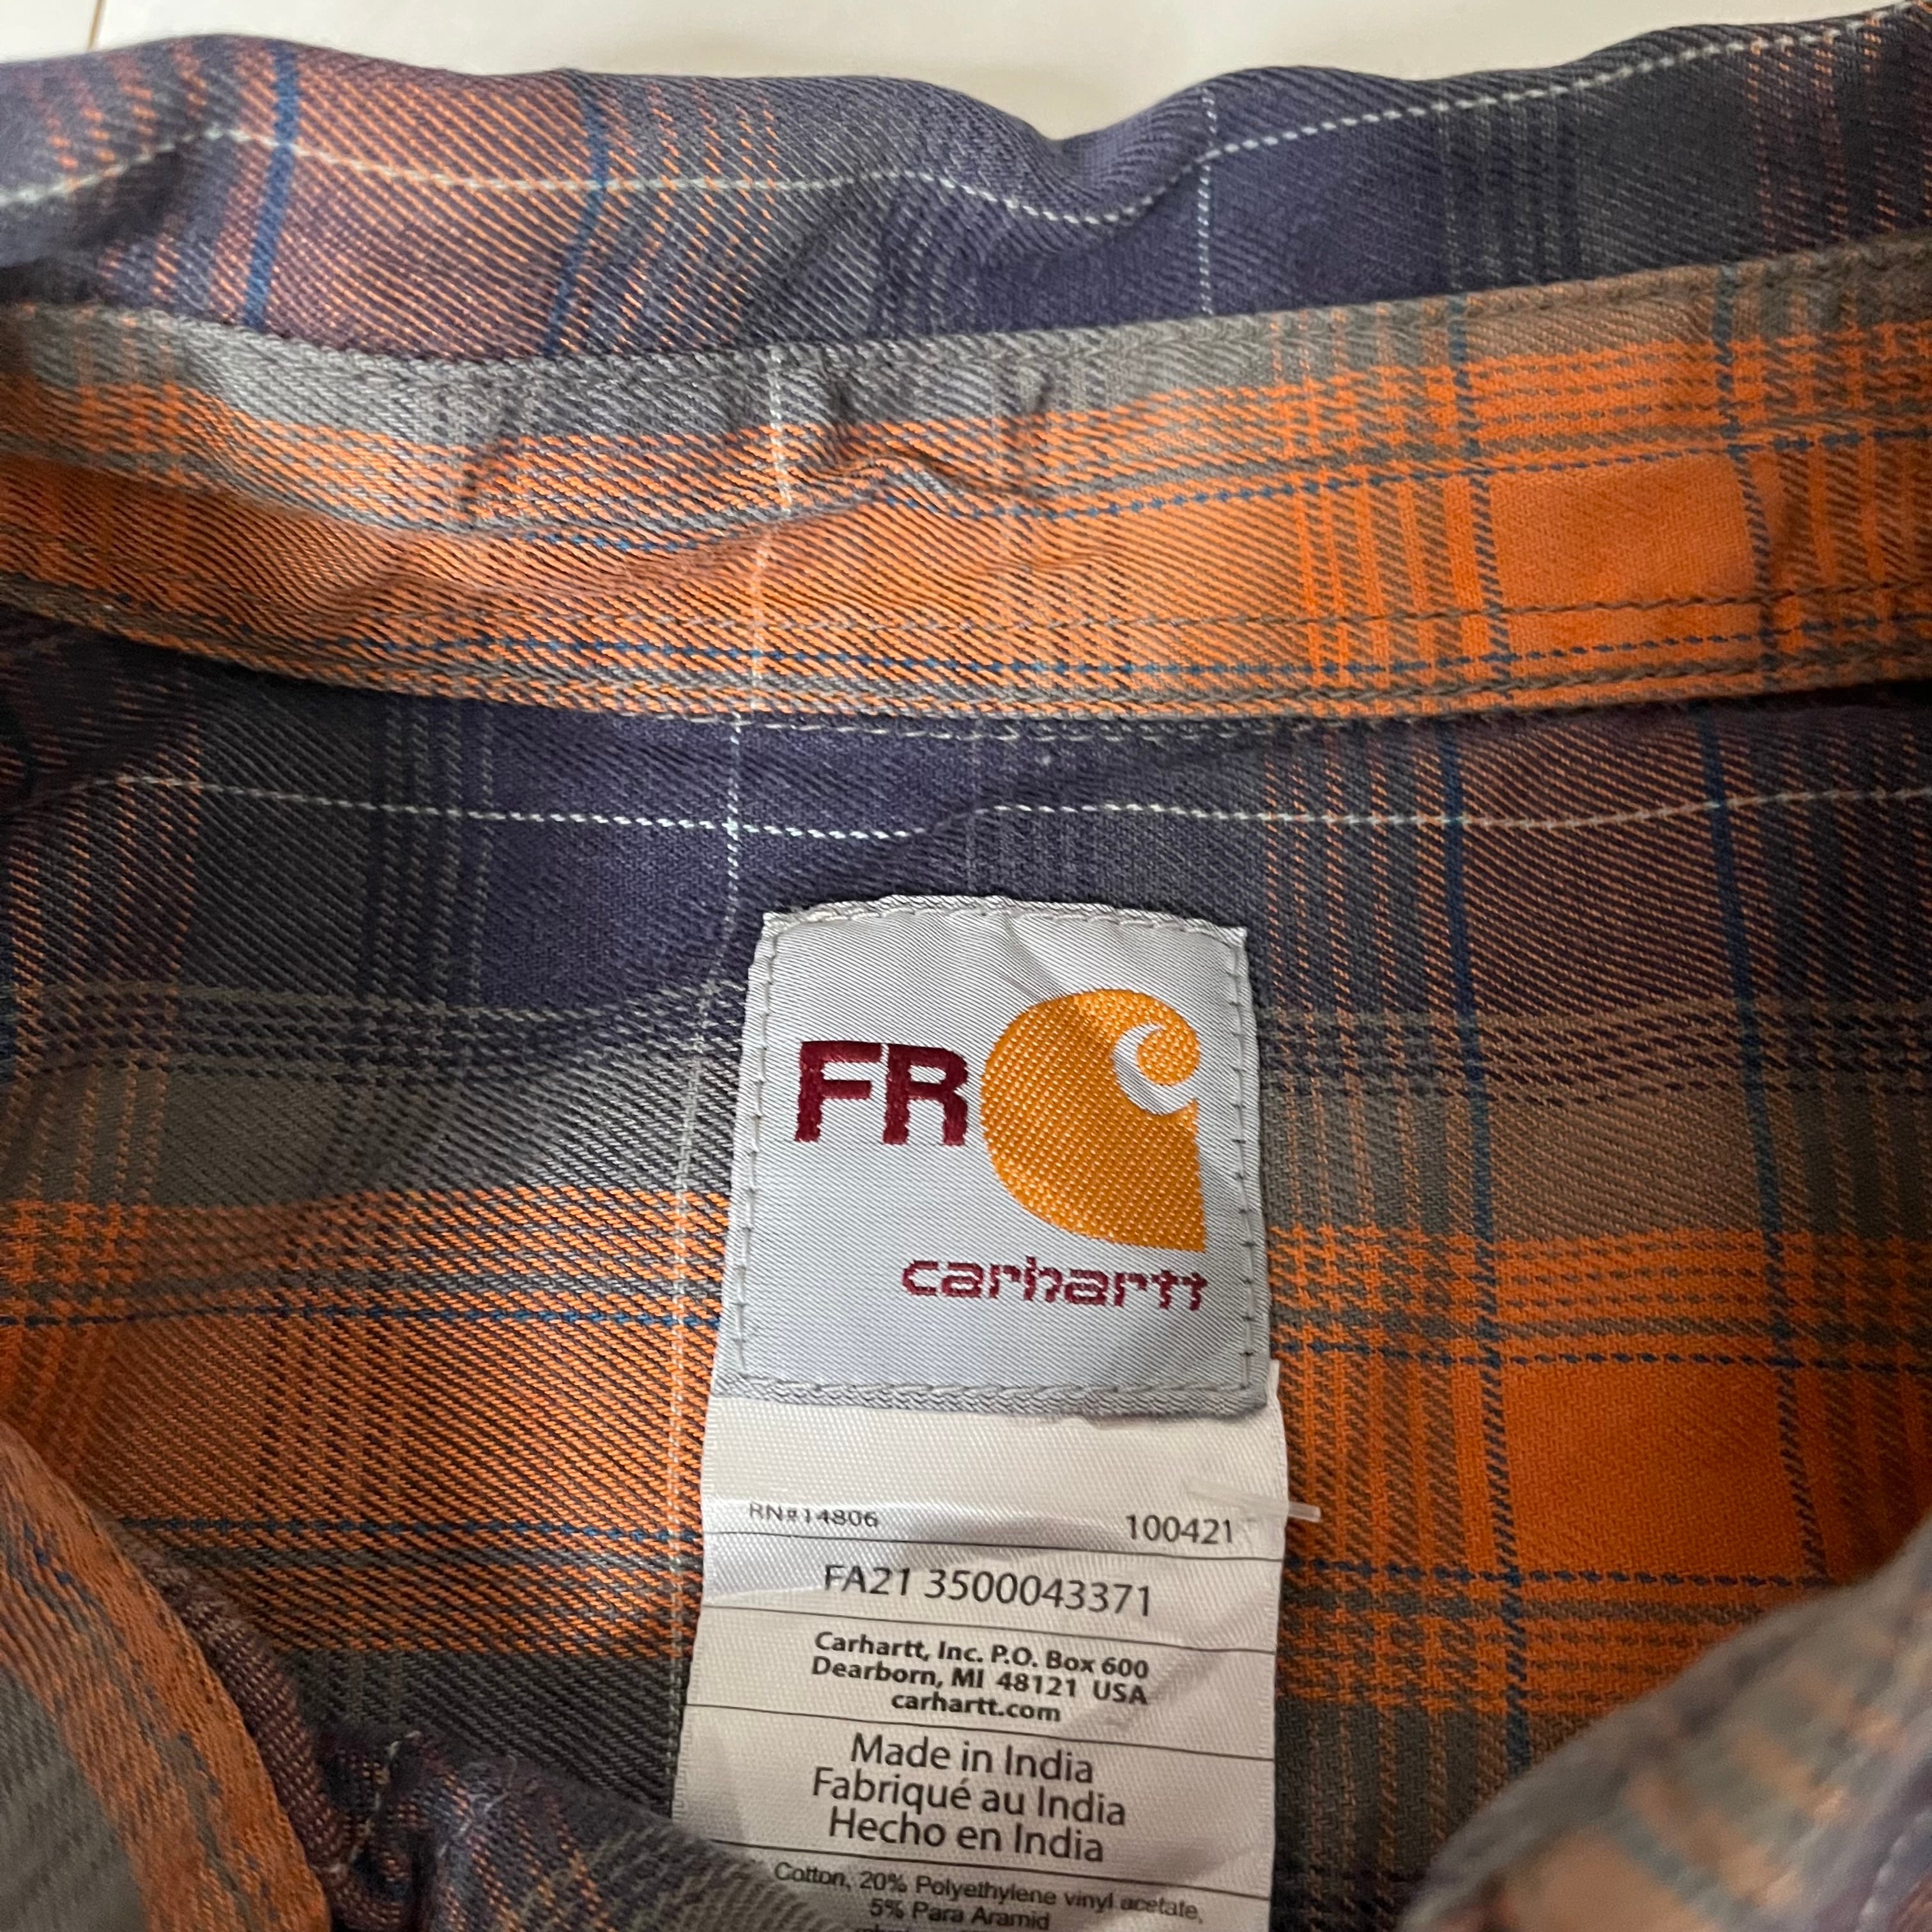 FR
carhartt
RN#14806 100421
FA21 3500043371
Carhartt, Inc. P.O. Box 600
Dearborn, MI 48121 USA
carhartt.com
Made in India
Fabriqué au India
Hecho en India
Cotton, 20% Polyethylene vinyl acetate,
5% Para Aramid